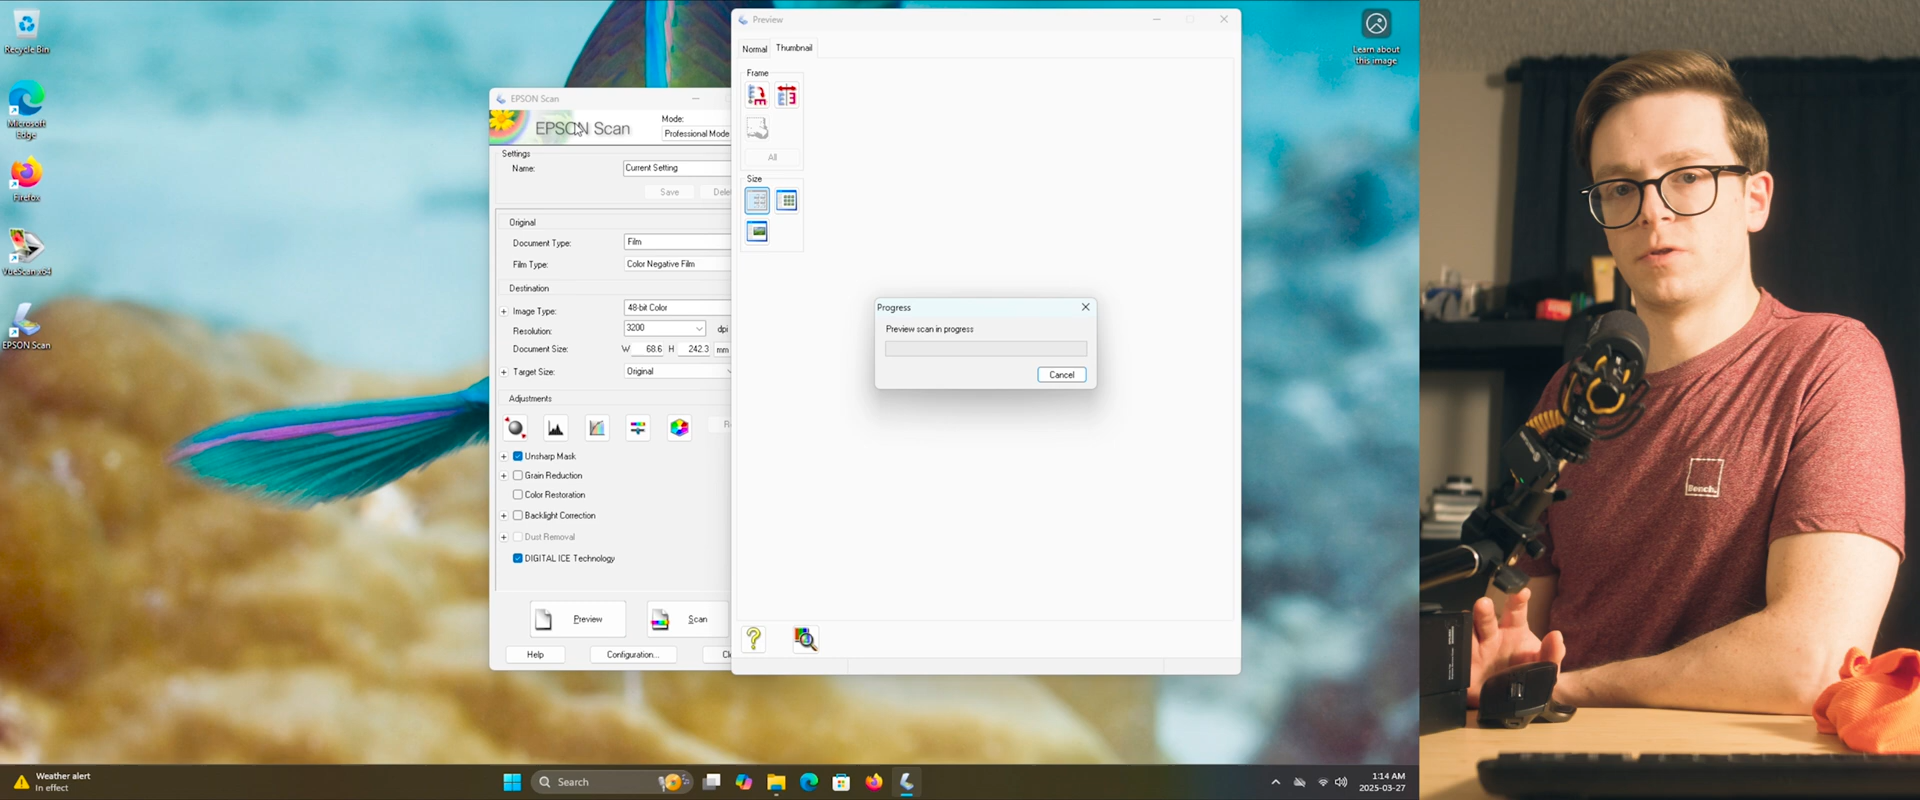 Recycle Bin
Microsoft
Edge
Firefox
VueScan x64
EPSON Scan
Learn about
this image
EPSON Scan
EPSON Scan
Mode:
Professional Mode
Settings
Name:
Current Setting
Save
Original
Document Type:
Film
Film Type:
Color Negative Film
Destination
Image Type:
48-bit Color
Resolution:
3200
dpi
Document Size:
W
68.6
H
242.3
mm
Target Size:
Original
Adjustments
Unsharp Mask
Grain Reduction
Color Restoration
Backlight Correction
Dust Removal
DIGITAL ICE Technology
Preview
Scan
Help
Configuration...
Preview
Normal
Thumbnail
Frame
All
Size
Progress
Preview scan in progress
Cancel
Bench.
Weather alert
In effect
Search
1:14 AM
2025-03-27